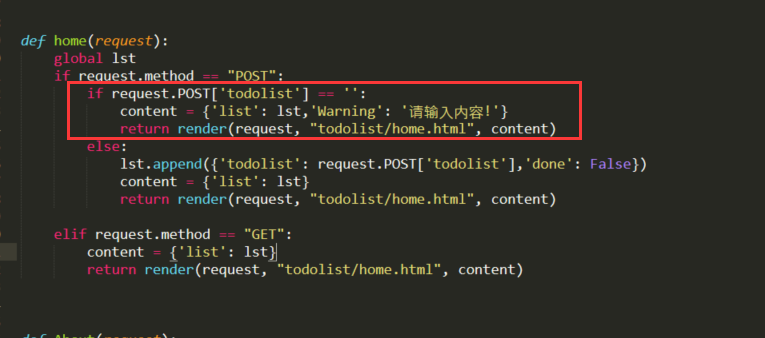 def home(request):
global lst
if request.method == "POST":
if request.POST['todolist'] == '':
content = {'list': lst,'Warning': '请输入内容!'}
return render(request, "todolist/home.html", content)
else:
lst.append({'todolist': request.POST['todolist'],'done': False})
content = {'list': lst}
return render(request, "todolist/home.html", content)
elif request.method == "GET":
content = {'list': lst}
return render(request, "todolist/home.html", content)
def About(request):